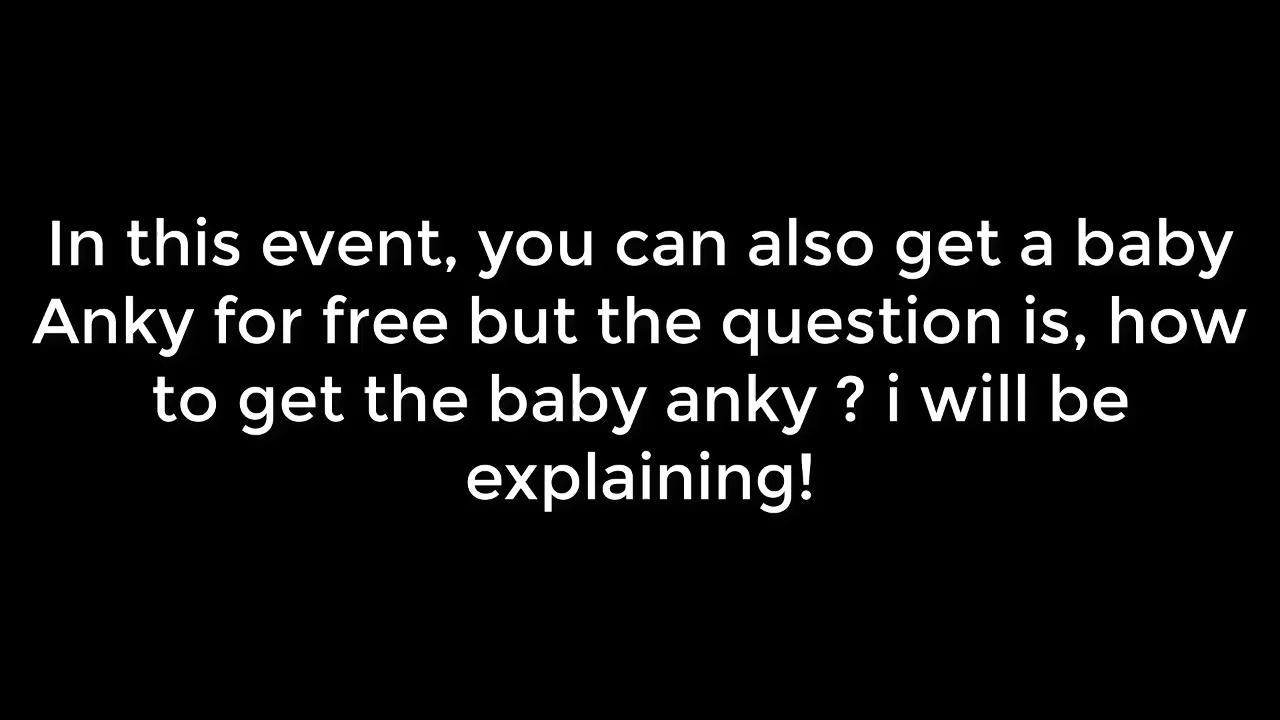 In this event, you can also get a baby
Anky for free but the question is, how
to get the baby anky ? i will be
explaining!